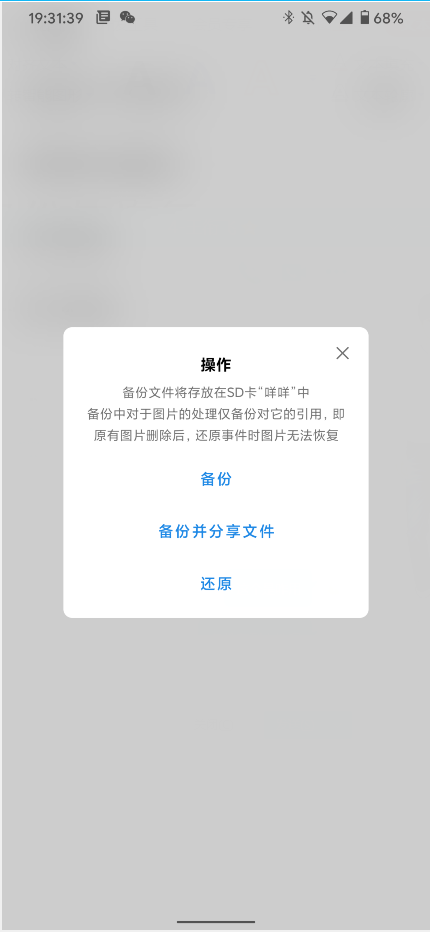 19:31:39 68%
操作
备份文件将存放在SD卡“咩咩”中
备份中对于图片的处理仅备份对它的引用, 即
原有图片删除后, 还原事件时图片无法恢复
备份
备份并分享文件
还原